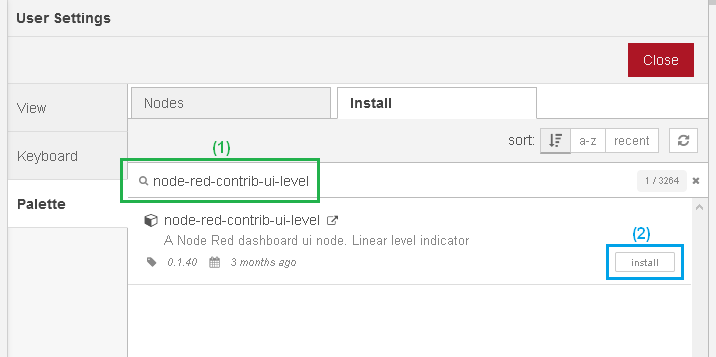 User Settings
Close
View
Keyboard
Palette
Nodes
Install
sort:
a-z
recent
(1)
node-red-contrib-ui-level
1 / 3264
node-red-contrib-ui-level
A Node Red dashboard ui node. Linear level indicator
0.1.40
3 months ago
(2)
install